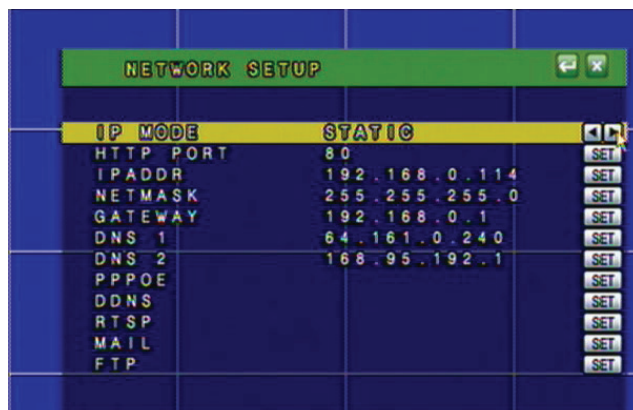 NETWORK SETUP
IP MODE STATIC
HTTP PORT 80 SET
IPADDR 192.168.0.114 SET
NETMASK 255.255.255.0 SET
GATEWAY 192.168.0.1 SET
DNS 1 64.161.0.240 SET
DNS 2 168.95.192.1 SET
PPPOE SET
DDNS SET
RTSP SET
MAIL SET
FTP SET